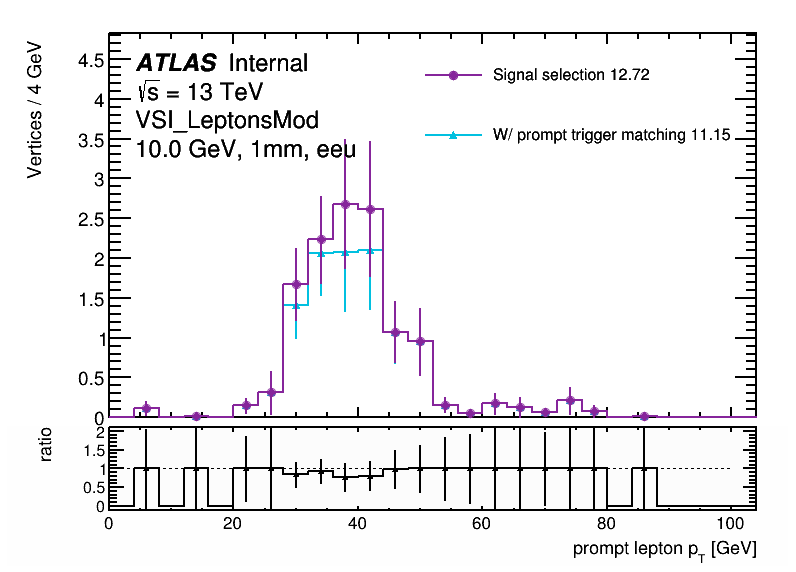 ATLAS Internal
√s = 13 TeV
VSI_LeptonsMod
10.0 GeV, 1mm, eeu
Signal selection 12.72
W/ prompt trigger matching 11.15
Vertices / 4 GeV
4.5
4
3.5
3
2.5
2
1.5
1
0.5
0
ratio
2
1.5
1
0.5
0
0 20 40 60 80 100
prompt lepton pT [GeV]